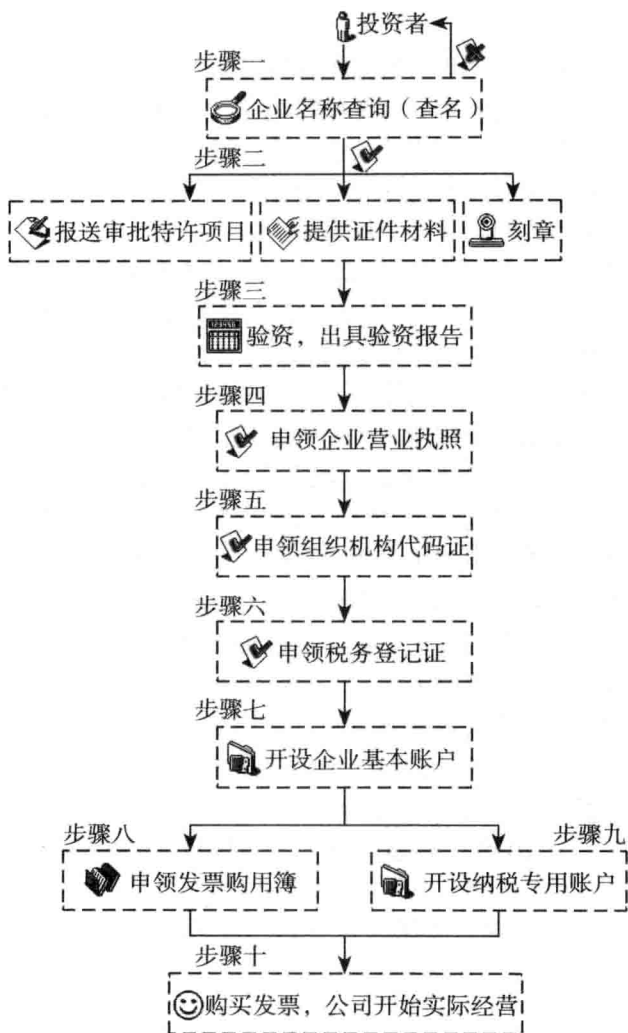 投资者
步骤一
企业名称查询（查名）
步骤二
报送审批特许项目
提供证件材料
刻章
步骤三
验资，出具验资报告
步骤四
申领企业营业执照
步骤五
申领组织机构代码证
步骤六
申领税务登记证
步骤七
开设企业基本账户
步骤八
步骤九
申领发票购用簿
开设纳税专用账户
步骤十
购买发票，公司开始实际经营